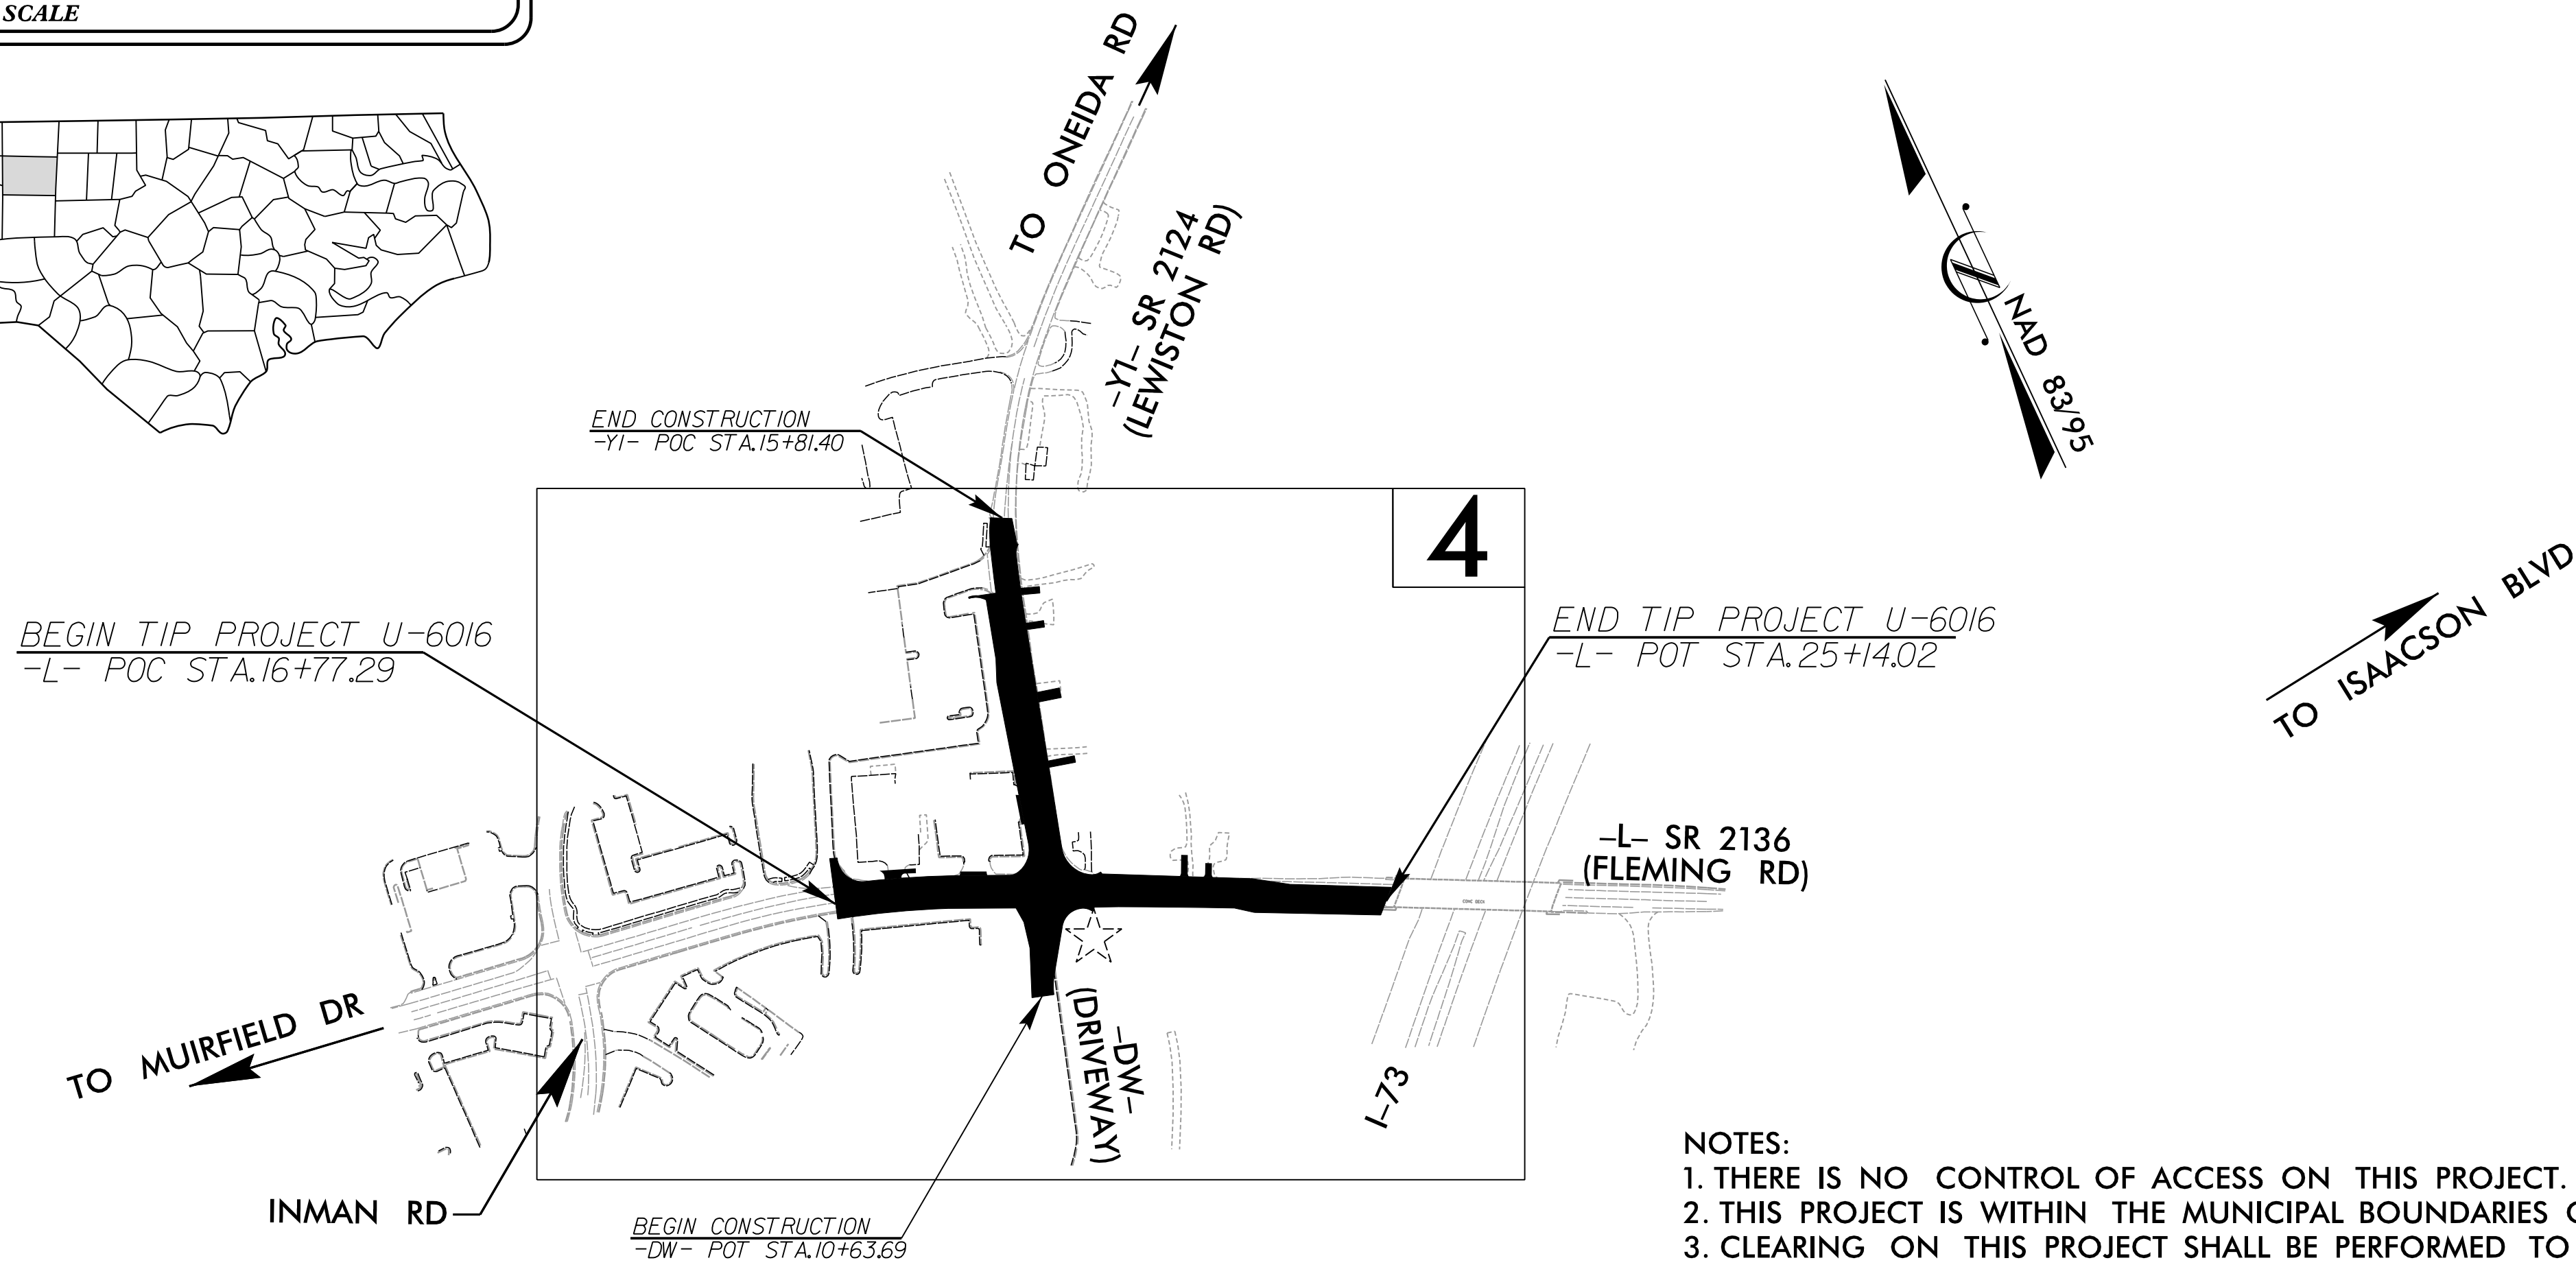 SCALE
TO ONEIDA RD
-Y1- SR 2124
(LEWISTON RD)
NAD 83/95
END CONSTRUCTION
-Y1- POC STA.15+81.40
4
BEGIN TIP PROJECT U-6016
-L- POC STA.16+77.29
END TIP PROJECT U-6016
-L- POT STA.25+14.02
TO ISAACSON BLVD
-L- SR 2136
(FLEMING RD)
CONC DECK
TO MUIRFIELD DR
-DW-
(DRIVEWAY)
I-73
INMAN RD
BEGIN CONSTRUCTION
-DW- POT STA.10+63.69
NOTES:
1. THERE IS NO CONTROL OF ACCESS ON THIS PROJECT.
2. THIS PROJECT IS WITHIN THE MUNICIPAL BOUNDARIES
3. CLEARING ON THIS PROJECT SHALL BE PERFORMED TO